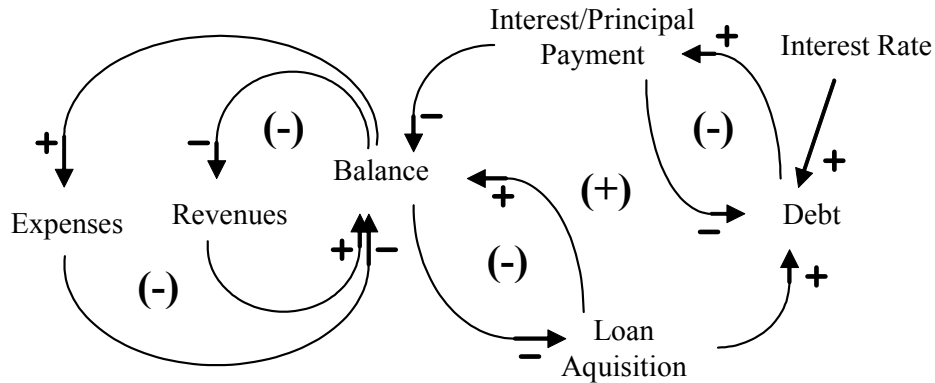 Interest/Principal
Payment
+
Interest Rate
(-)
+
-
-
(-)
-
Balance
+
(+)
+
Expenses
Revenues
+
-
-
Debt
(-)
(-)
+
-
Loan
Aquisition